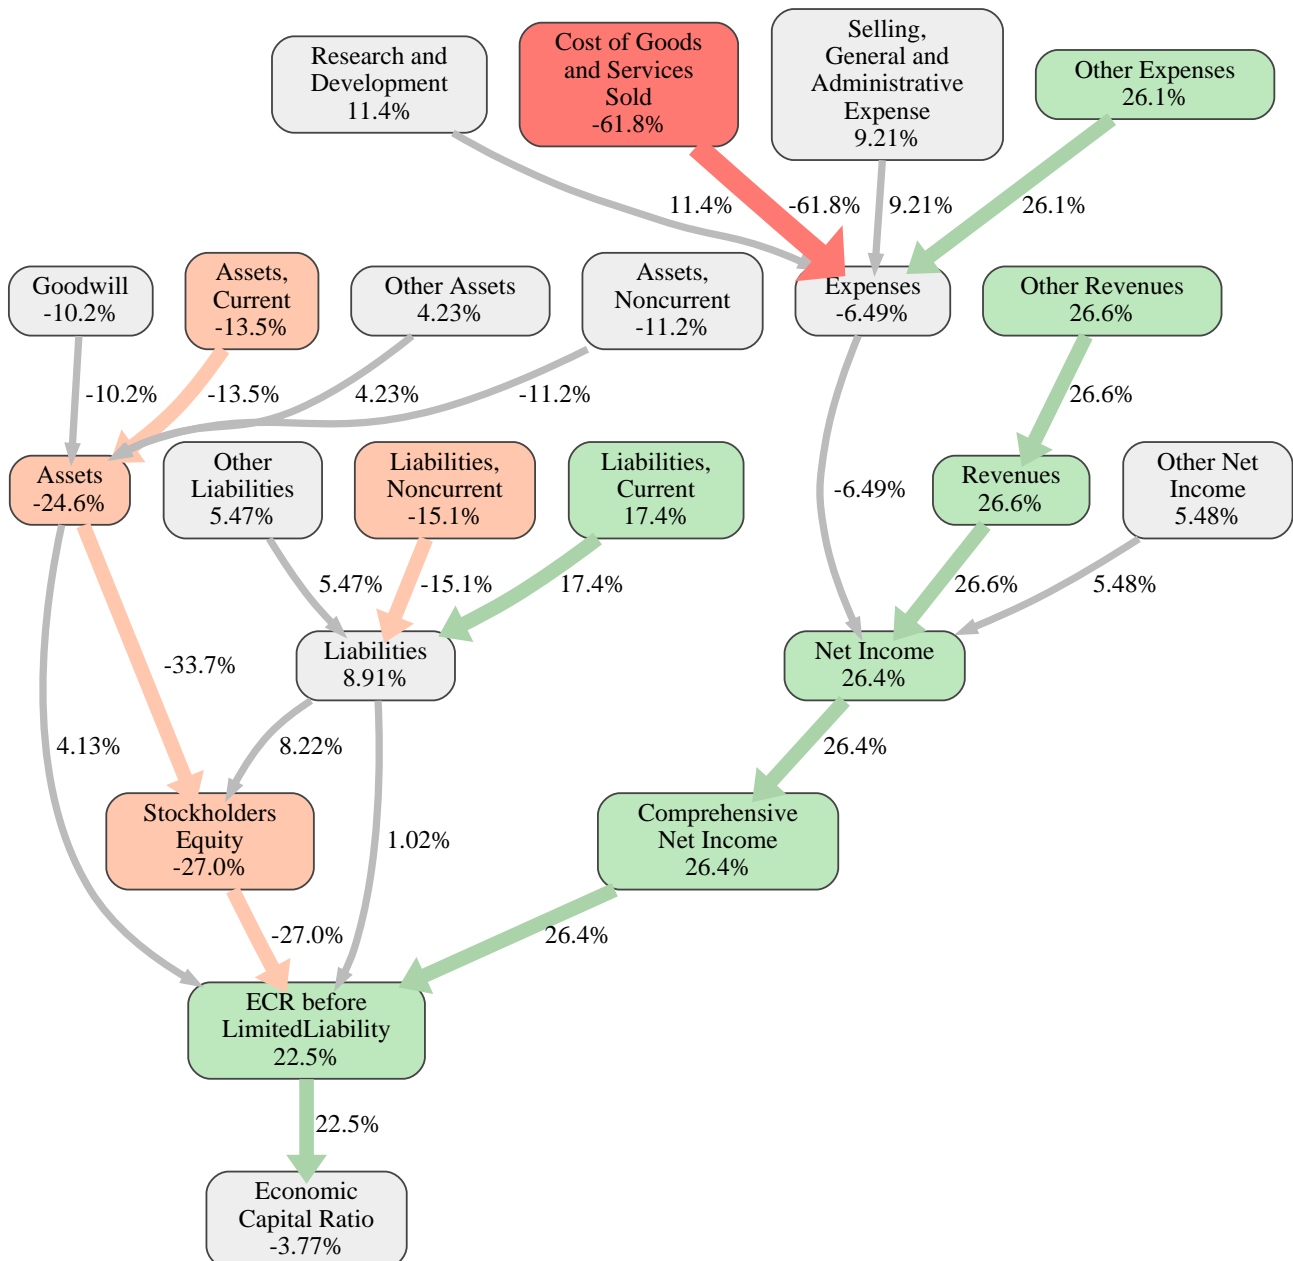 Research and
Development
11.4%
Cost of Goods
and Services
Sold
-61.8%
Selling,
General and
Administrative
Expense
9.21%
Other Expenses
26.1%
11.4%
-61.8%
9.21%
26.1%
Goodwill
-10.2%
Assets,
Current
-13.5%
Other Assets
4.23%
Assets,
Noncurrent
-11.2%
Expenses
-6.49%
Other Revenues
26.6%
-10.2%
-13.5%
4.23%
-11.2%
26.6%
Assets
-24.6%
Other
Liabilities
5.47%
Liabilities,
Noncurrent
-15.1%
Liabilities,
Current
17.4%
-6.49%
Revenues
26.6%
Other Net
Income
5.48%
5.47%
-15.1%
17.4%
26.6%
5.48%
-33.7%
Liabilities
8.91%
Net Income
26.4%
4.13%
8.22%
26.4%
Stockholders
Equity
-27.0%
1.02%
Comprehensive
Net Income
26.4%
-27.0%
26.4%
ECR before
LimitedLiability
22.5%
22.5%
Economic
Capital Ratio
-3.77%